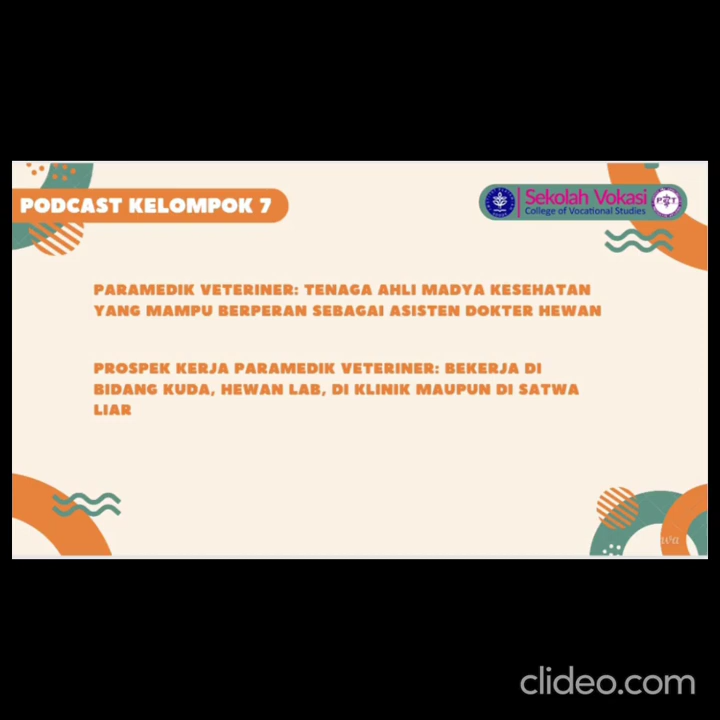 PODCAST KELOMPOK 7
Sekolah Vokasi
College of Vocational Studies
PARAMEDIK VETERINER: TENAGA AHLI MADYA KESEHATAN
YANG MAMPU BERPERAN SEBAGAI ASISTEN DOKTER HEWAN
PROSPEK KERJA PARAMEDIK VETERINER: BEKERJA DI
BIDANG KUDA, HEWAN LAB, DI KLINIK MAUPUN DI SATWA
LIAR
clideo.com